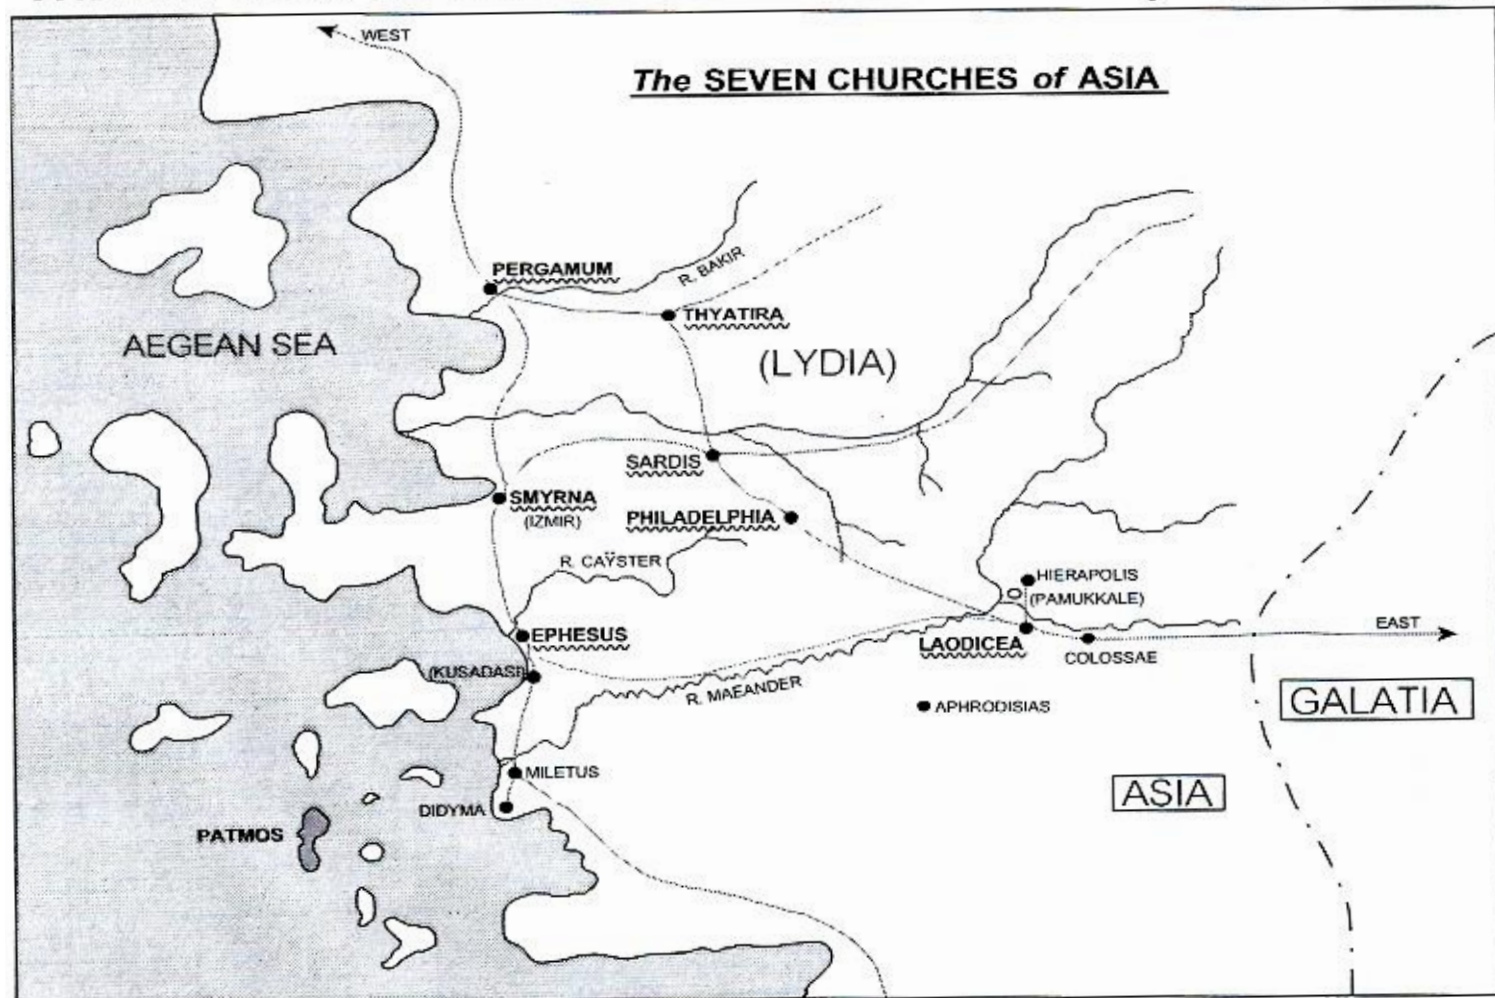 WEST
The SEVEN CHURCHES of ASIA
PERGAMUM
R. BAKIR
THYATIRA
AEGEAN SEA
(LYDIA)
SARDIS
SMYRNA
(IZMIR)
PHILADELPHIA
R. CAŸSTER
HIERAPOLIS
(PAMUKKALE)
EPHESUS
LAODICEA
EAST
COLOSSAE
(KUSADASI)
R. MAEANDER
APHRODISIAS
GALATIA
MILETUS
ASIA
DIDYMA
PATMOS